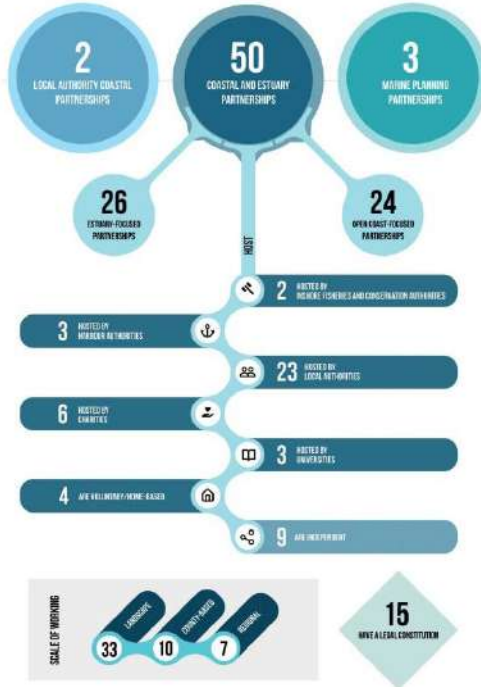 2
LOCAL AUTHORITY COASTAL
PARTNERSHIPS
50
COASTAL AND ESTUARY
PARTNERSHIPS
3
MARINE PLANNING
PARTNERSHIPS
26
ESTUARY-FOCUSED
PARTNERSHIPS
24
OPEN COAST-FOCUSED
PARTNERSHIPS
HOST
2
HOSTED BY
INSHORE FISHERIES AND CONSERVATION AUTHORITIES
3
HOSTED BY
HARBOUR AUTHORITIES
23
HOSTED BY
LOCAL AUTHORITIES
6
HOSTED BY
CHARITIES
3
HOSTED BY
UNIVERSITIES
4
ARE VOLUNTARY/HOME-BASED
9
ARE INDEPENDENT
SCALE OF WORKING
LANDSCAPE
COUNTY-BASED
REGIONAL
33
10
7
15
HAVE A LEGAL CONSTITUTION